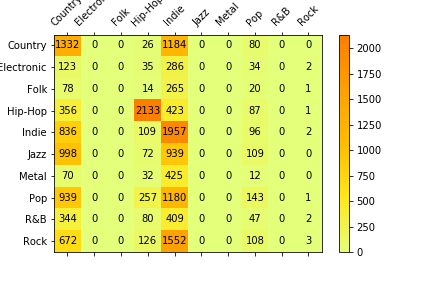 Country Electron Folk Hip-Hop Indie Jazz Metal Pop R&B Rock
Country 1332 0 0 26 1184 0 0 80 0 0
Electronic 123 0 0 35 286 0 0 34 0 2
Folk 78 0 0 14 265 0 0 20 0 1
Hip-Hop 356 0 0 2133 423 0 0 87 0 1
Indie 836 0 0 109 1957 0 0 96 0 2
Jazz 998 0 0 72 939 0 0 109 0 0
Metal 70 0 0 32 425 0 0 12 0 0
Pop 939 0 0 257 1180 0 0 143 0 1
R&B 344 0 0 80 409 0 0 47 0 2
Rock 672 0 0 126 1552 0 0 108 0 3
2000
1750
1500
1250
1000
750
500
250
0